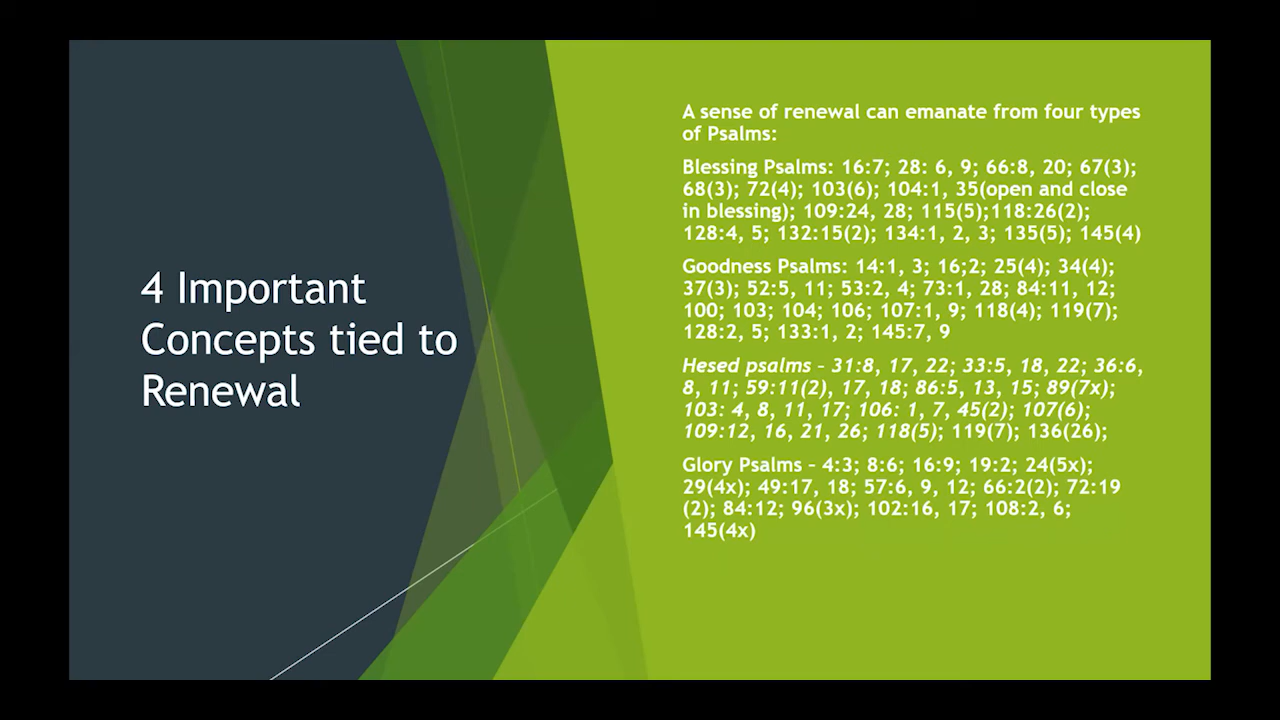 4 Important
Concepts tied to
Renewal
A sense of renewal can emanate from four types
of Psalms:
Blessing Psalms: 16:7; 28: 6, 9; 66:8, 20; 67(3);
68(3); 72(4); 103(6); 104:1, 35(open and close
in blessing); 109:24, 28; 115(5);118:26(2);
128:4, 5; 132:15(2); 134:1, 2, 3; 135(5); 145(4)
Goodness Psalms: 14:1, 3; 16;2; 25(4); 34(4);
37(3); 52:5, 11; 53:2, 4; 73:1, 28; 84:11, 12;
100; 103; 104; 106; 107:1, 9; 118(4); 119(7);
128:2, 5; 133:1, 2; 145:7, 9
Hesed psalms – 31:8, 17, 22; 33:5, 18, 22; 36:6,
8, 11; 59:11(2), 17, 18; 86:5, 13, 15; 89(7x);
103: 4, 8, 11, 17; 106: 1, 7, 45(2); 107(6);
109:12, 16, 21, 26; 118(5); 119(7); 136(26);
Glory Psalms – 4:3; 8:6; 16:9; 19:2; 24(5x);
29(4x); 49:17, 18; 57:6, 9, 12; 66:2(2); 72:19
(2); 84:12; 96(3x); 102:16, 17; 108:2, 6;
145(4x)